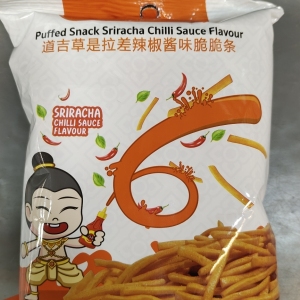 Puffed Snack Sriracha Chilli Sauce Flavour
道吉草是拉差辣椒酱味脆脆条
SRIRACHA
CHILLI SAUCE
FLAVOUR
6